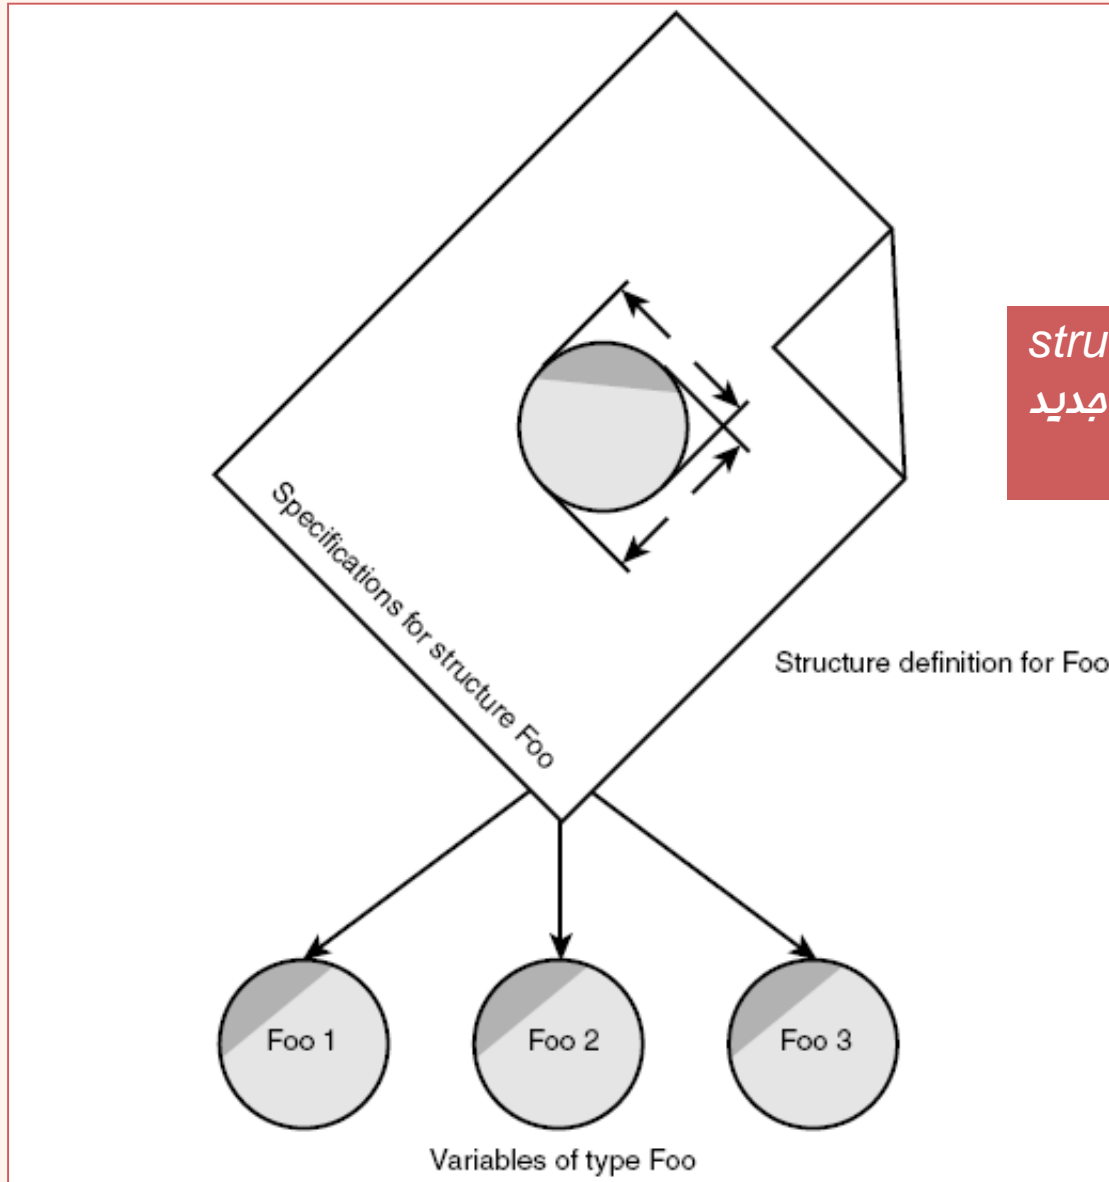 stru
جدید
Specifications for structure Foo
Structure definition for Foo
Foo 1
Foo 2
Foo 3
Variables of type Foo